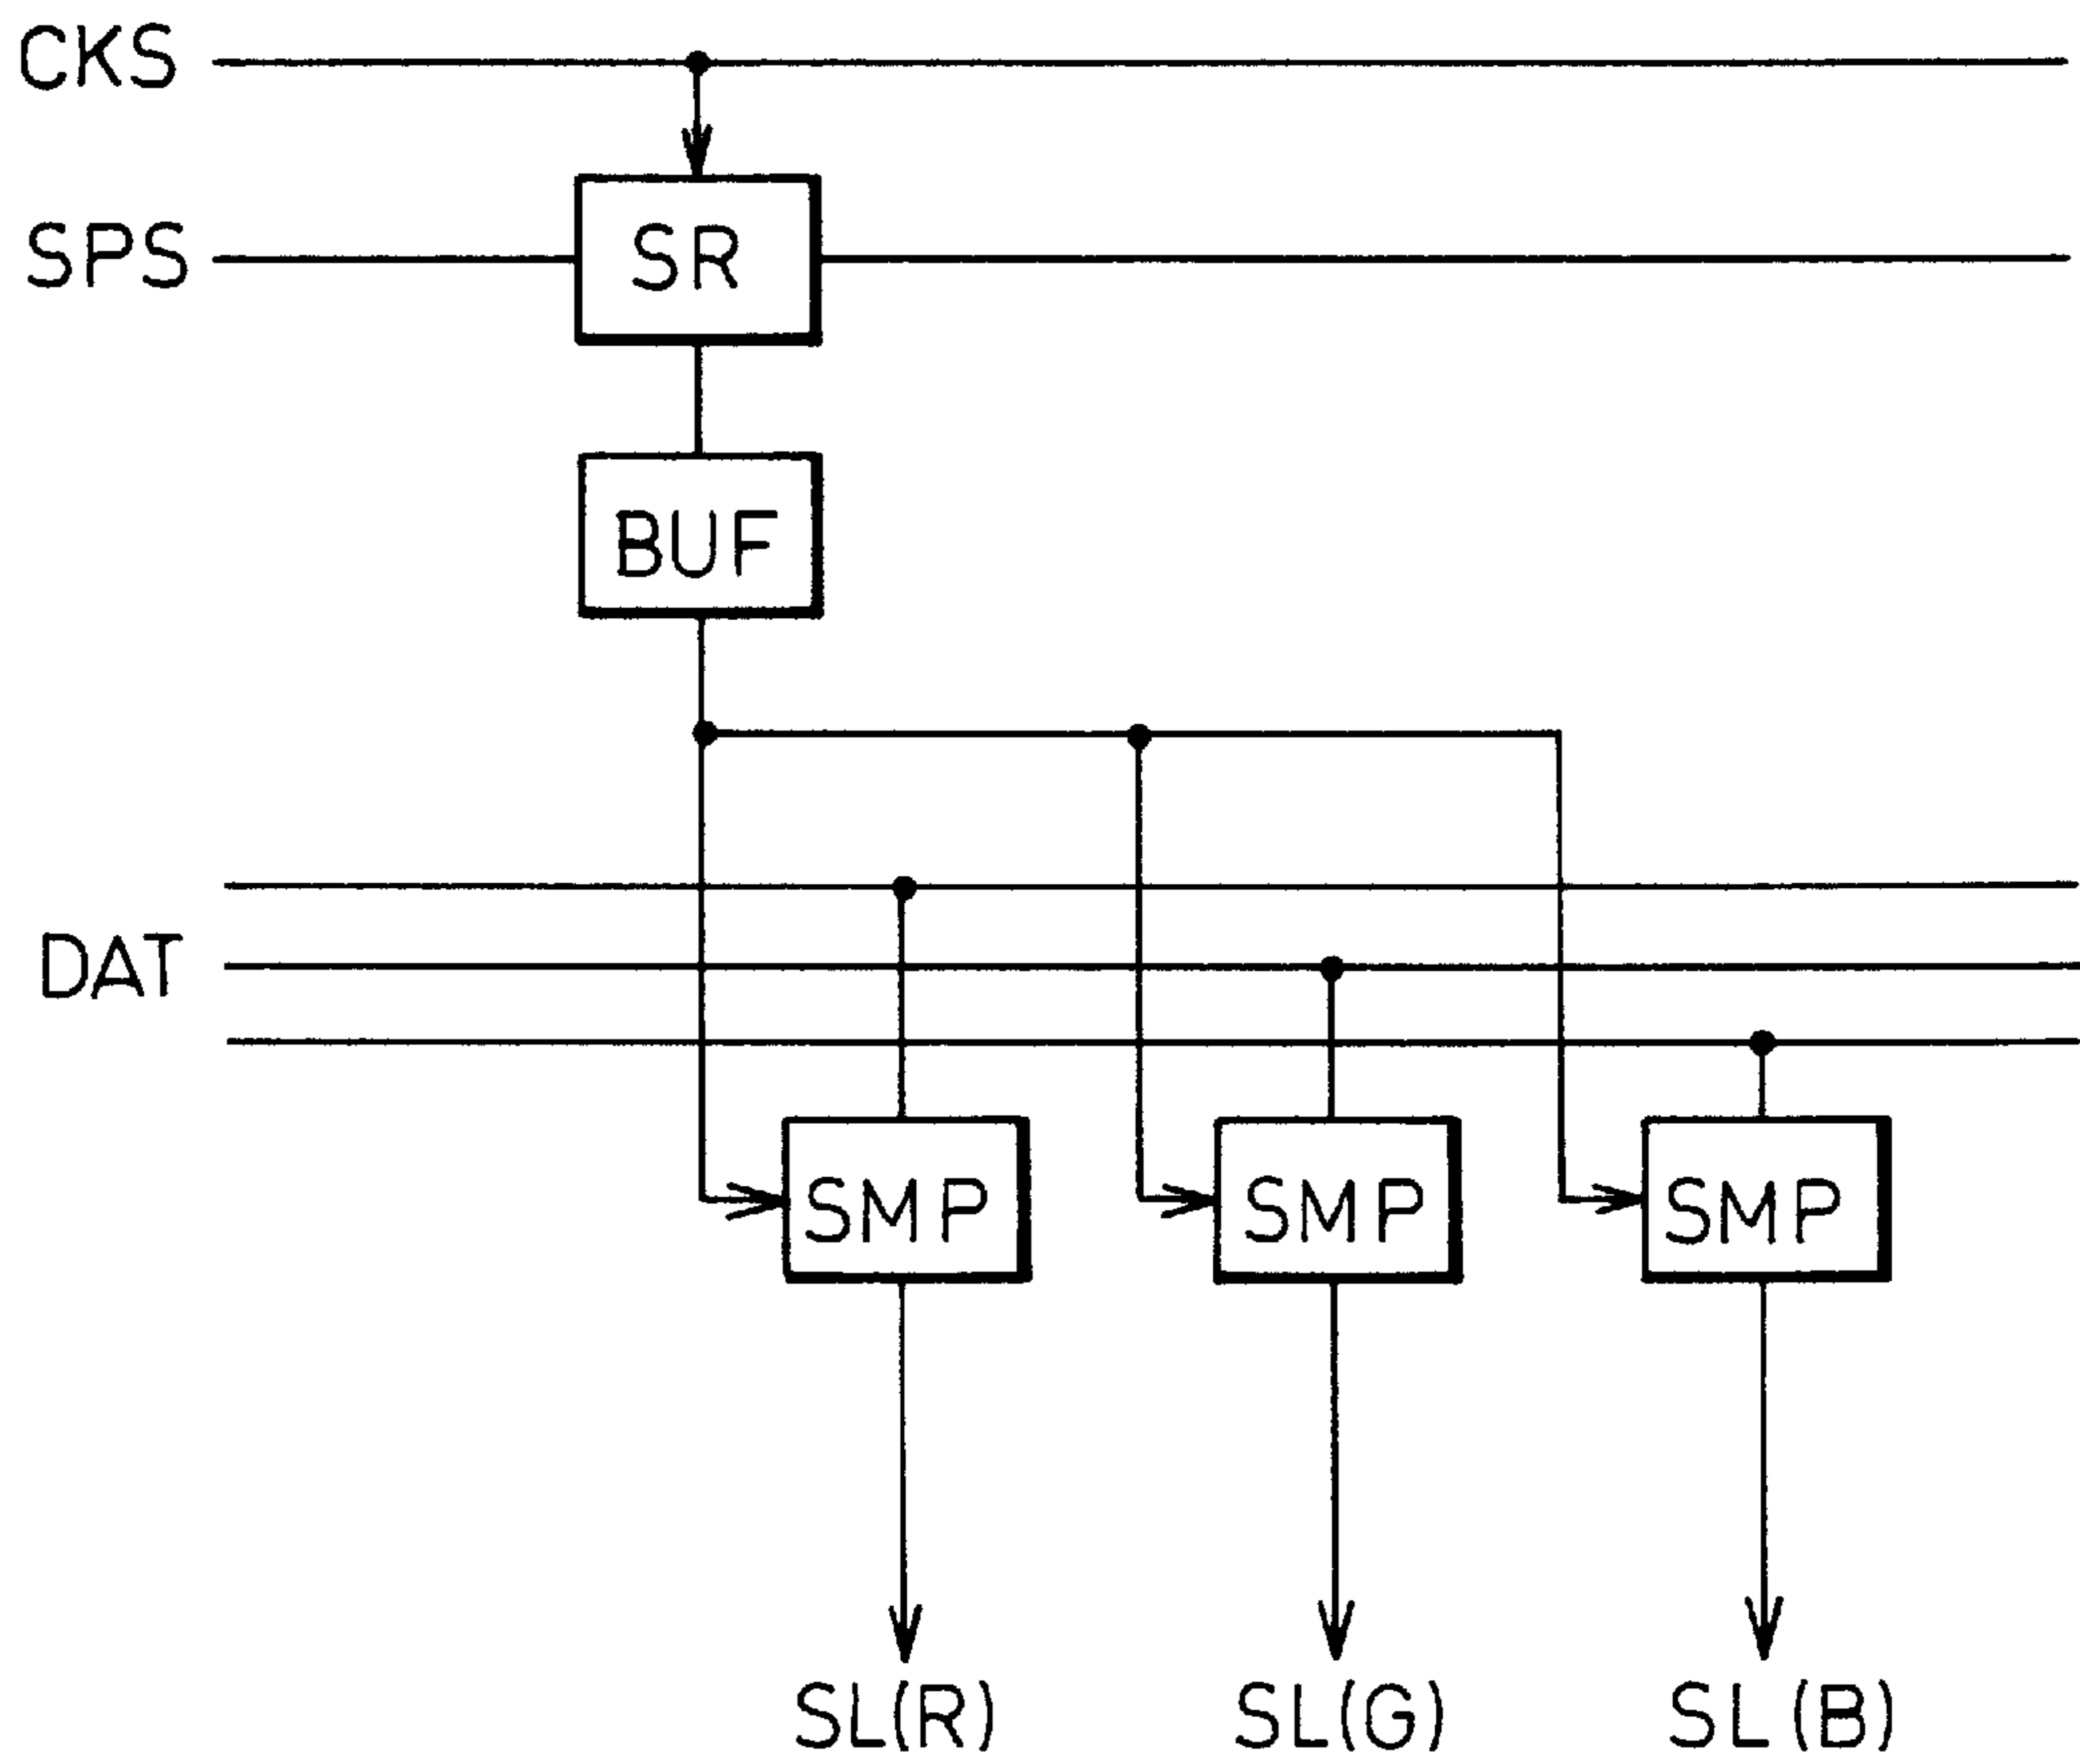 CKS
SPS
SR
BUF
DAT
SMP SMP SMP
SL(R) SL(G) SL(B)